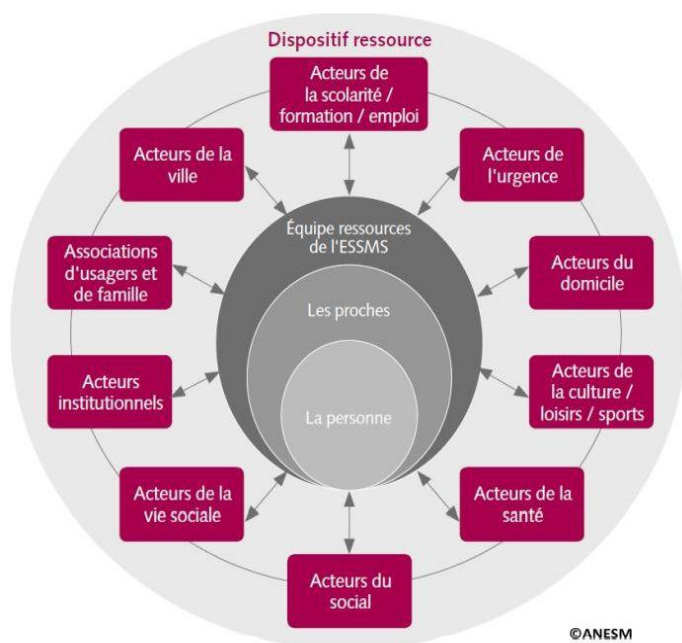 Dispositif ressource
Acteurs de
la scolarité /
formation / emploi
Acteurs de la
ville
Acteurs de
l'urgence
Équipe ressources
de l'ESSMS
Associations
d'usagers et
de famille
Acteurs du
domicile
Les proches
Acteurs
institutionnels
Acteurs de
la culture /
loisirs / sports
La personne
Acteurs de la
vie sociale
Acteurs de la
santé
Acteurs du
social
©ANESM